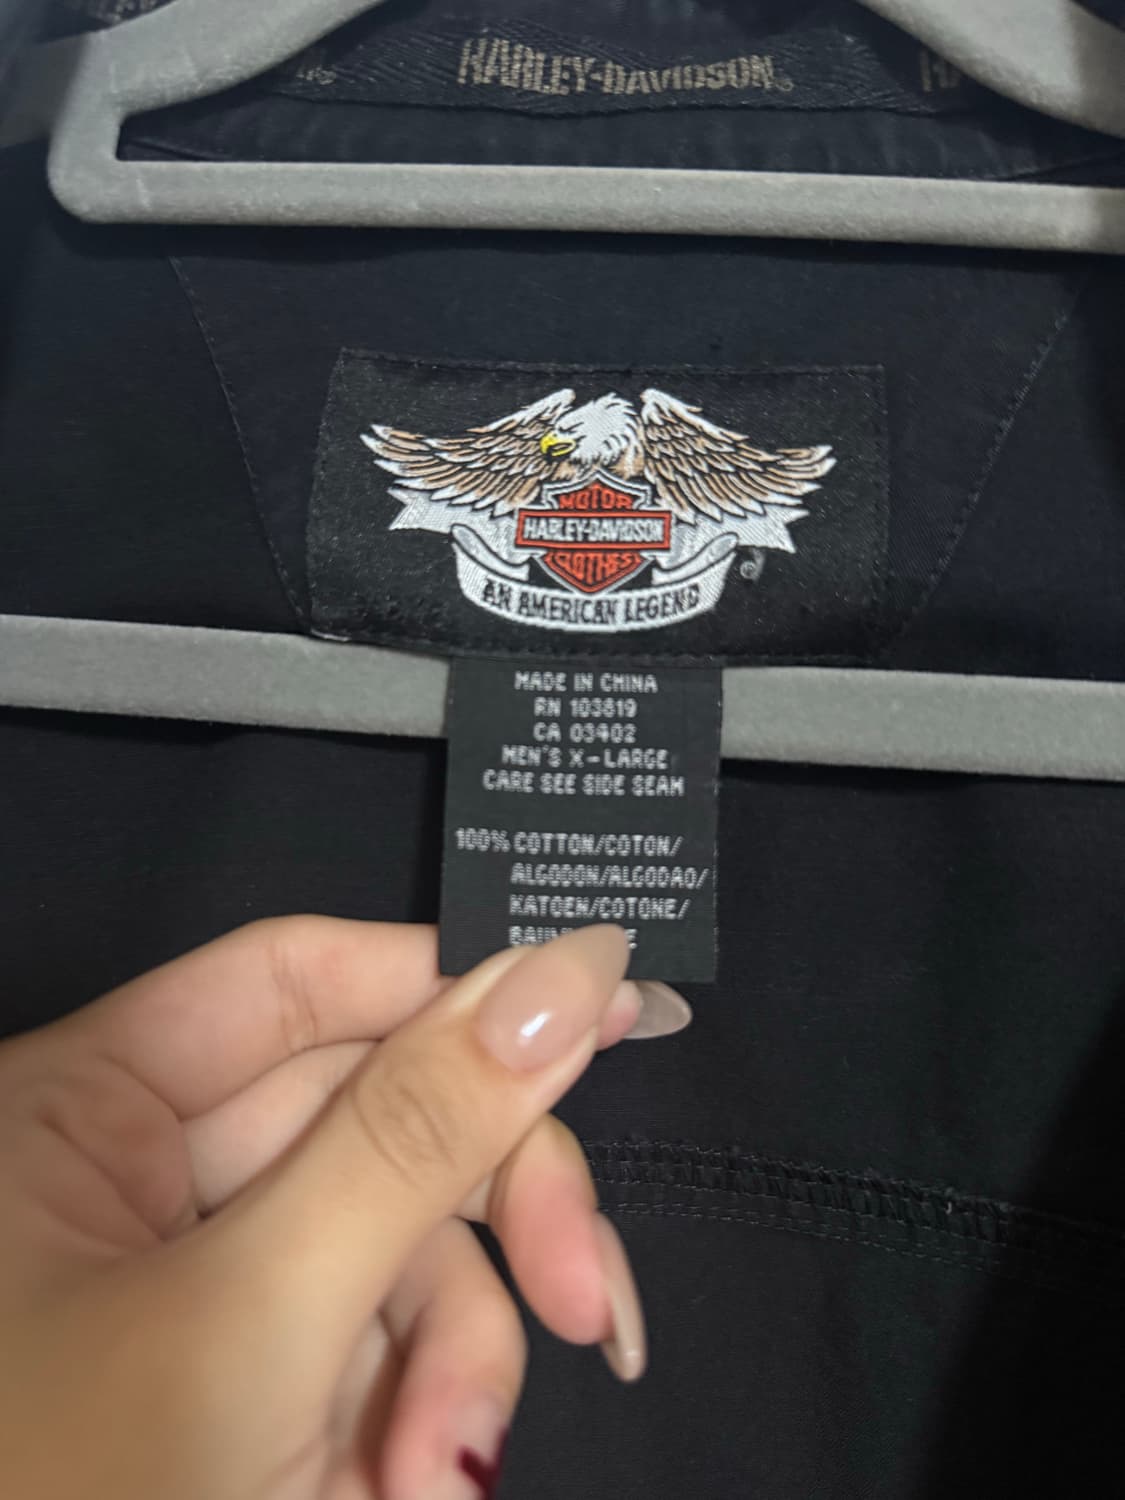 HARLEY-DAVIDSON®
MOTOR
HARLEY-DAVIDSON
CLOTHES
AN AMERICAN LEGEND
®
MADE IN CHINA
RN 103819
CA 03402
MEN'S X-LARGE
CARE SEE SIDE SEAM
100% COTTON/COTON/
ALGODON/ALGODAO/
KATOEN/COTONE/